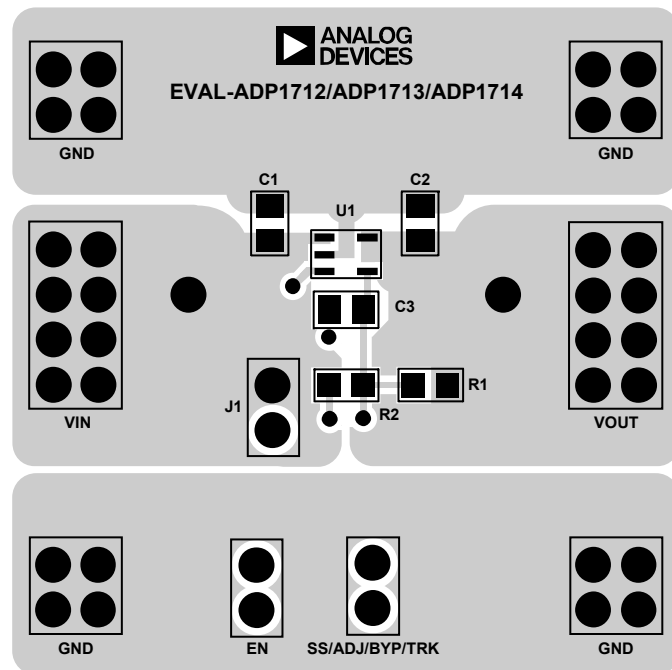 ANALOG
DEVICES
EVAL-ADP1712/ADP1713/ADP1714
GND
GND
C1
C2
U1
C3
J1
R1
R2
VIN
VOUT
GND
EN
SS/ADJ/BYP/TRK
GND